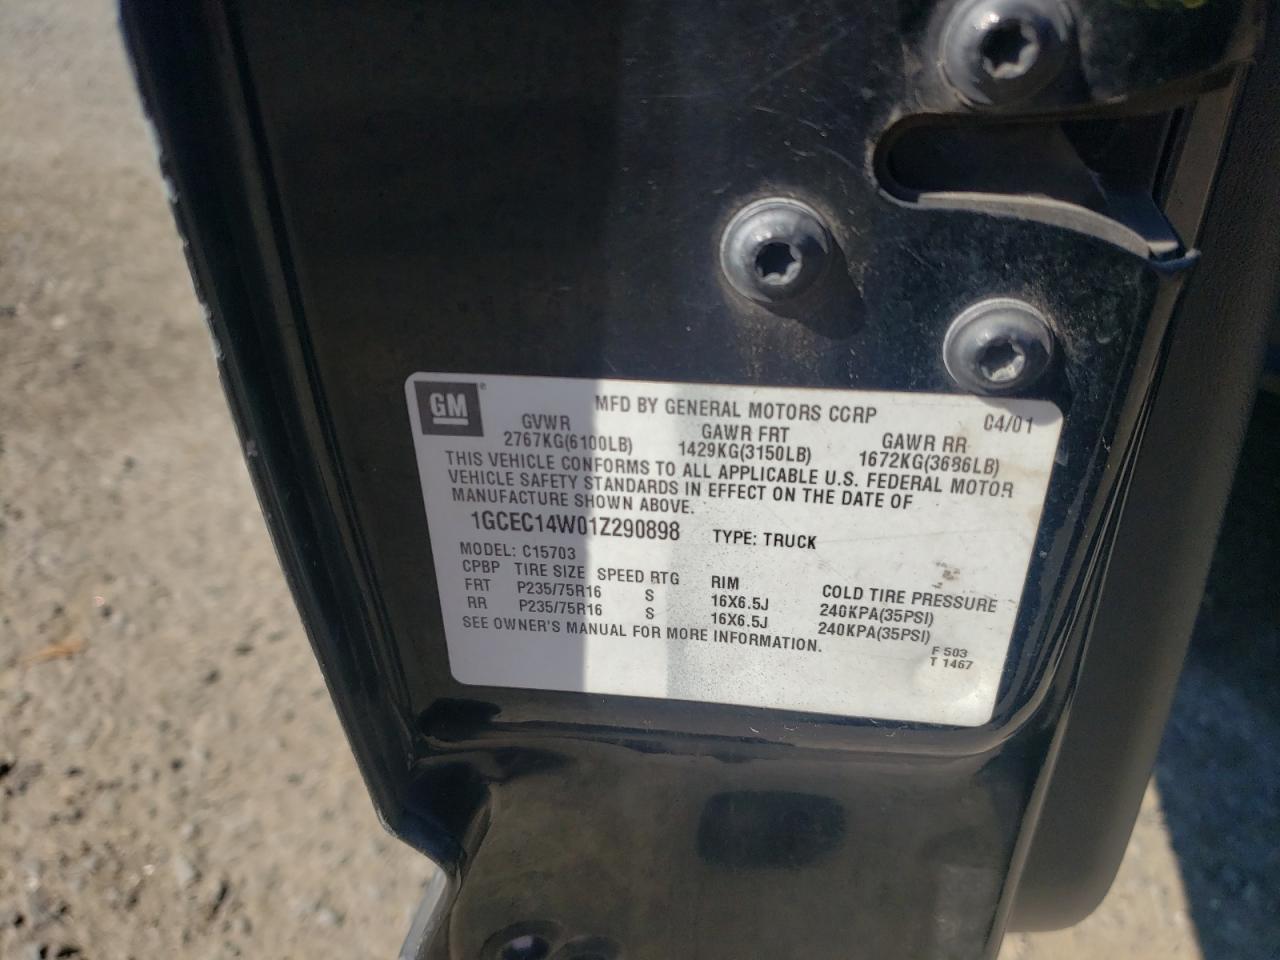 GM
MFD BY GENERAL MOTORS CORP 04/01
GVWR GAWR FRT GAWR RR
2767KG(6100LB) 1429KG(3150LB) 1672KG(3686LB)
THIS VEHICLE CONFORMS TO ALL APPLICABLE U.S. FEDERAL MOTOR
VEHICLE SAFETY STANDARDS IN EFFECT ON THE DATE OF
MANUFACTURE SHOWN ABOVE.
1GCEC14W01Z290898 TYPE: TRUCK
MODEL: C15703
CPBP TIRE SIZE SPEED RTG RIM COLD TIRE PRESSURE
FRT P235/75R16 S 16X6.5J 240KPA(35PSI)
RR P235/75R16 S 16X6.5J 240KPA(35PSI)
SEE OWNER'S MANUAL FOR MORE INFORMATION.
F 503
T 1467